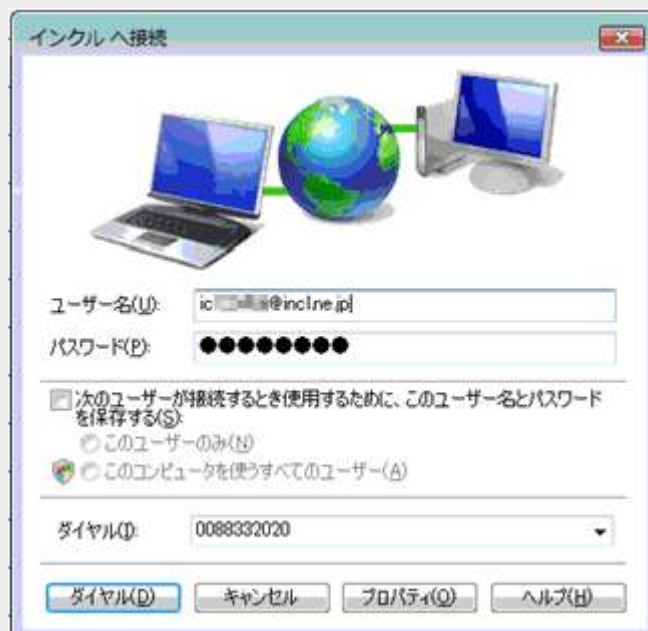 インクル へ接続
ユーザー名(U):
ic @incl.ne.jp
パスワード(P):
●●●●●●●●
次のユーザーが接続するとき使用するために、このユーザー名とパスワード
を保存する(S):
このユーザーのみ(N)
このコンピュータを使うすべてのユーザー(A)
ダイヤル(I):
0088332020
ダイヤル(D) キャンセル プロパティ(O) ヘルプ(H)